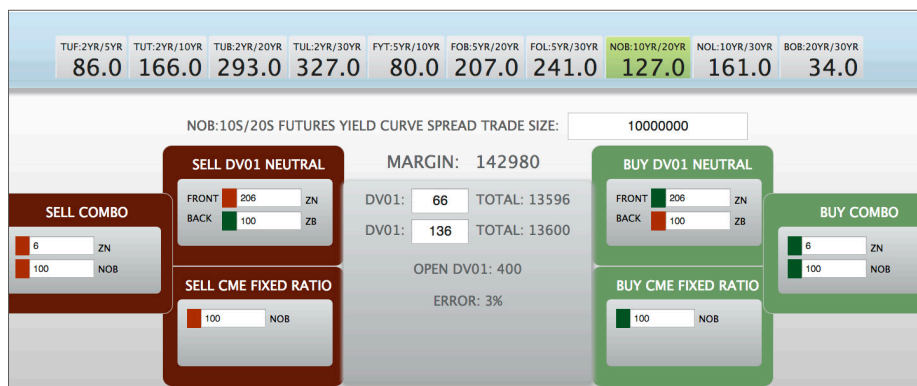 TUF:2YR/5YR TUT:2YR/10YR TUB:2YR/20YR TUL:2YR/30YR FYT:5YR/10YR FOB:5YR/20YR FOL:5YR/30YR NOB:10YR/20YR NOL:10YR/30YR BOB:20YR/30YR
86.0 166.0 293.0 327.0 80.0 207.0 241.0 127.0 161.0 34.0
NOB:10S/20S FUTURES YIELD CURVE SPREAD TRADE SIZE: 10000000
SELL COMBO
6 ZN
100 NOB
SELL DV01 NEUTRAL
FRONT 206 ZN
BACK 100 ZB
SELL CME FIXED RATIO
100 NOB
MARGIN: 142980
DV01: 66 TOTAL: 13596
DV01: 136 TOTAL: 13600
OPEN DV01: 400
ERROR: 3%
BUY DV01 NEUTRAL
FRONT 206 ZN
BACK 100 ZB
BUY CME FIXED RATIO
100 NOB
BUY COMBO
6 ZN
100 NOB